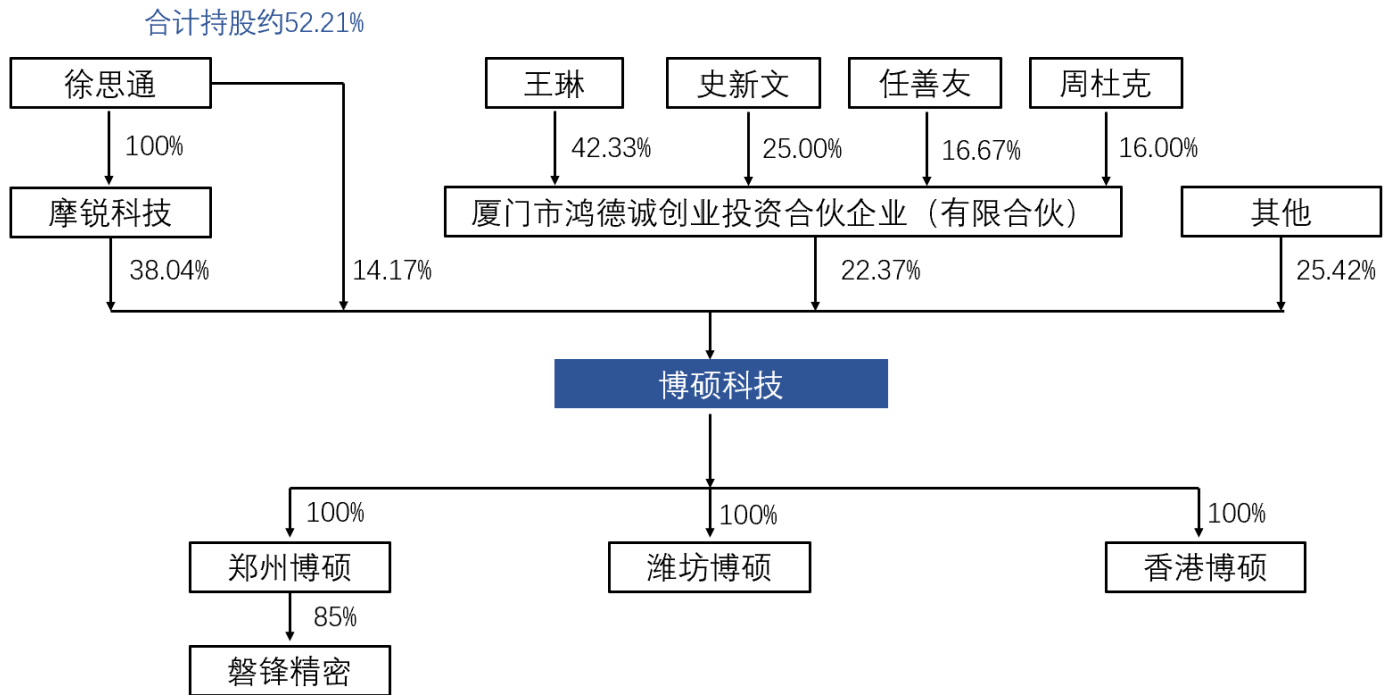 合计持股约52.21%
徐思通
王琳
史新文
任善友
周杜克
100%
42.33%
25.00%
16.67%
16.00%
摩锐科技
厦门市鸿德诚创业投资合伙企业（有限合伙）
其他
38.04%
14.17%
22.37%
25.42%
博硕科技
100%
100%
100%
郑州博硕
潍坊博硕
香港博硕
85%
磐锋精密